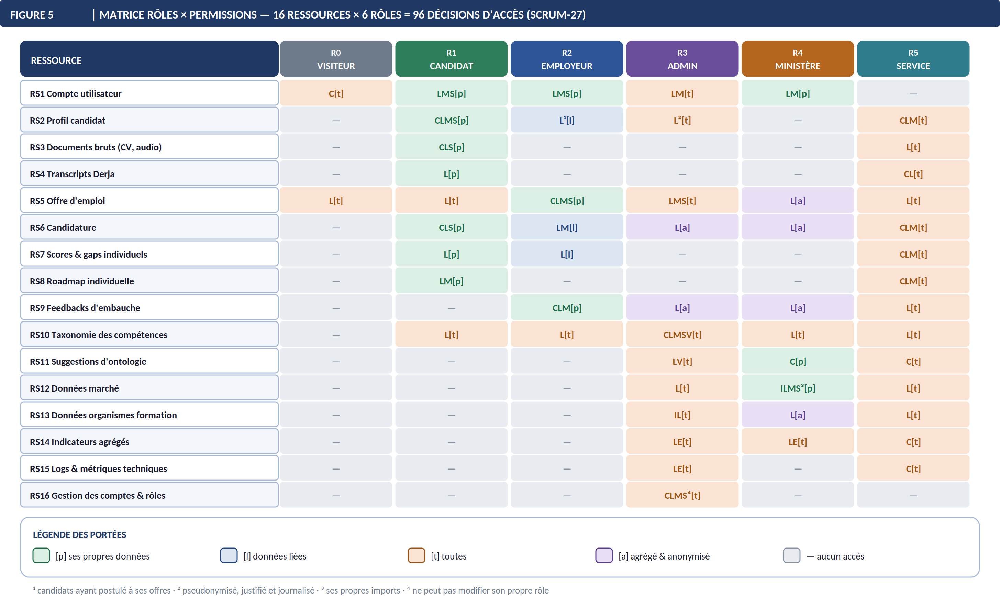 FIGURE 5 | MATRICE RÔLES × PERMISSIONS — 16 RESSOURCES × 6 RÔLES = 96 DÉCISIONS D'ACCÈS (SCRUM-27)
RESSOURCE R0 VISITEUR R1 CANDIDAT R2 EMPLOYEUR R3 ADMIN R4 MINISTÈRE R5 SERVICE
RS1 Compte utilisateur C[t] LMS[p] LMS[p] LM[t] LM[p] —
RS2 Profil candidat — CLMS[p] L¹[l] L²[t] — CLM[t]
RS3 Documents bruts (CV, audio) — CLS[p] — — — L[t]
RS4 Transcripts Derja — L[p] — — — CL[t]
RS5 Offre d'emploi L[t] L[t] CLMS[p] LMS[t] L[a] L[t]
RS6 Candidature — CLS[p] LM[l] L[a] L[a] CLM[t]
RS7 Scores & gaps individuels — L[p] L[l] — — CLM[t]
RS8 Roadmap individuelle — LM[p] — — — CLM[t]
RS9 Feedbacks d'embauche — — CLM[p] L[a] L[a] L[t]
RS10 Taxonomie des compétences — L[t] L[t] CLMSV[t] L[t] L[t]
RS11 Suggestions d'ontologie — — — LV[t] C[p] C[t]
RS12 Données marché — — — L[t] ILMS³[p] L[t]
RS13 Données organismes formation — — — IL[t] L[a] L[t]
RS14 Indicateurs agrégés — — — LE[t] LE[t] C[t]
RS15 Logs & métriques techniques — — — LE[t] — C[t]
RS16 Gestion des comptes & rôles — — — CLMS⁴[t] — —
LÉGENDE DES PORTÉES
[p] ses propres données [l] données liées [t] toutes [a] agrégé & anonymisé — aucun accès
¹ candidats ayant postulé à ses offres · ² pseudonymisé, justifié et journalisé · ³ ses propres imports · ⁴ ne peut pas modifier son propre rôle